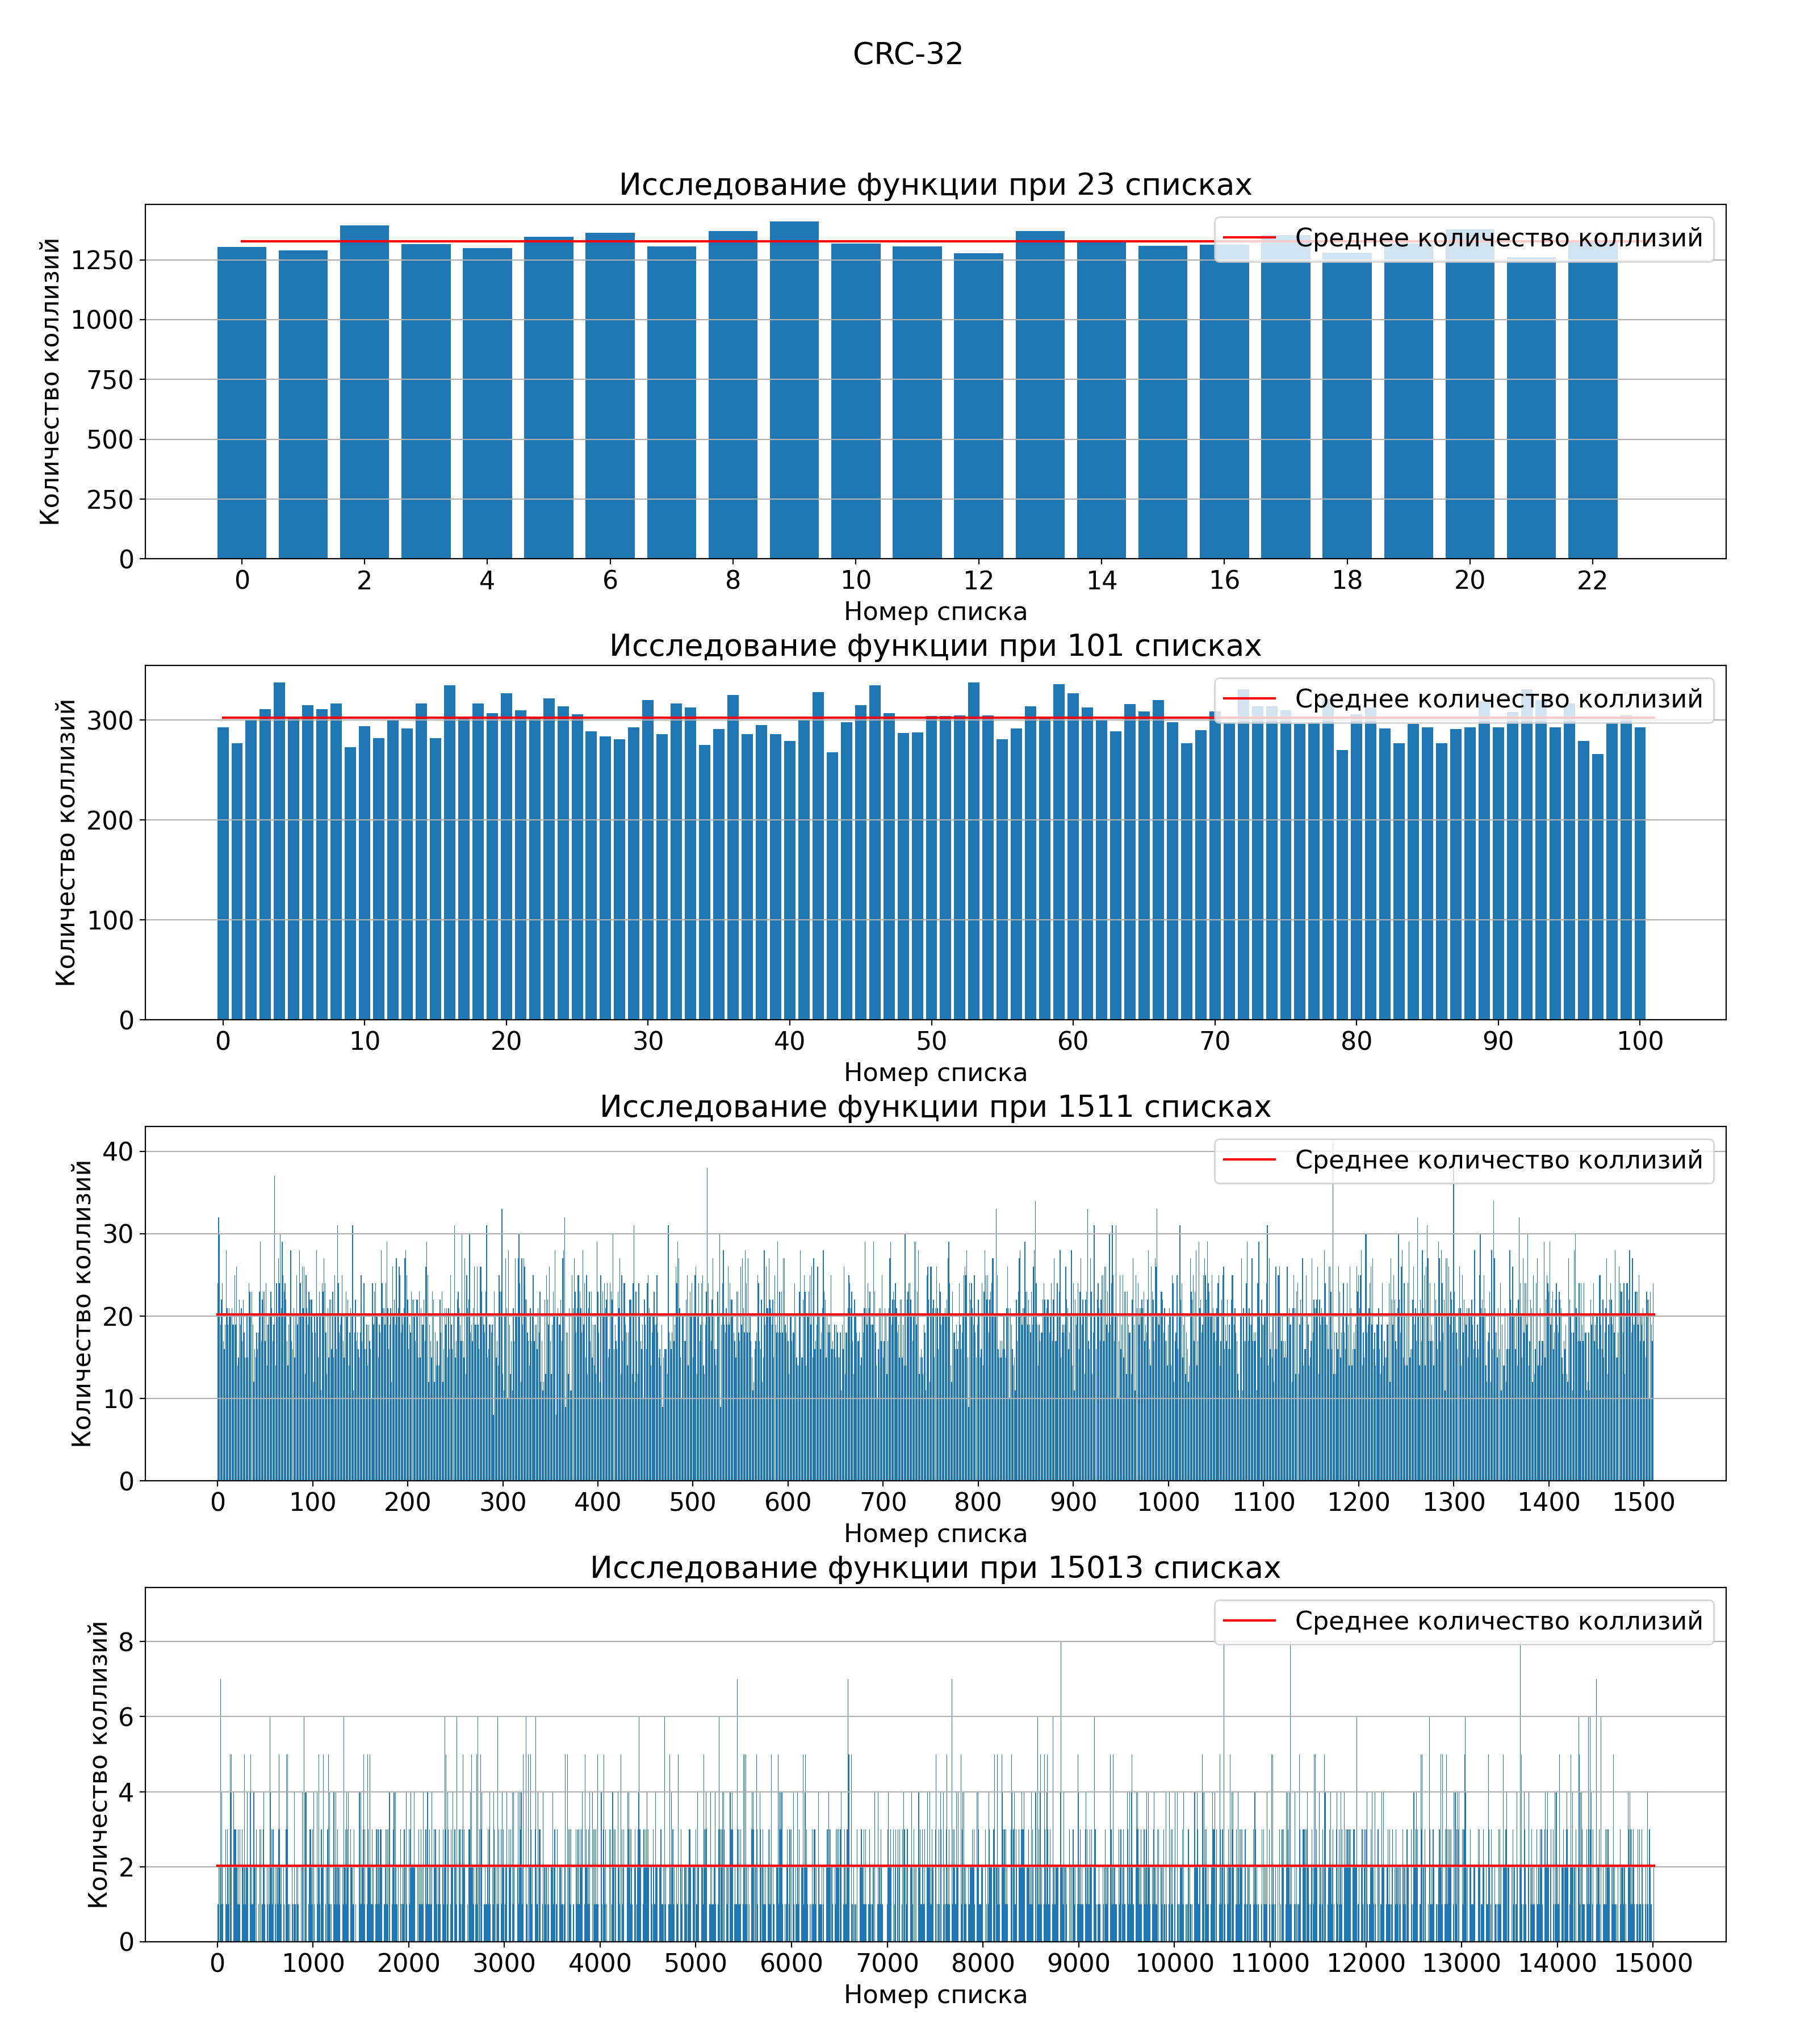 CRC-32
Исследование функции при 23 списках
Количество коллизий
1250
1000
750
500
250
0
Среднее количество коллизий
0 2 4 6 8 10 12 14 16 18 20 22
Номер списка
Исследование функции при 101 списках
Количество коллизий
300
200
100
0
Среднее количество коллизий
0 10 20 30 40 50 60 70 80 90 100
Номер списка
Исследование функции при 1511 списках
Количество коллизий
40
30
20
10
0
Среднее количество коллизий
0 100 200 300 400 500 600 700 800 900 1000 1100 1200 1300 1400 1500
Номер списка
Исследование функции при 15013 списках
Количество коллизий
8
6
4
2
0
Среднее количество коллизий
0 1000 2000 3000 4000 5000 6000 7000 8000 9000 10000 11000 12000 13000 14000 15000
Номер списка